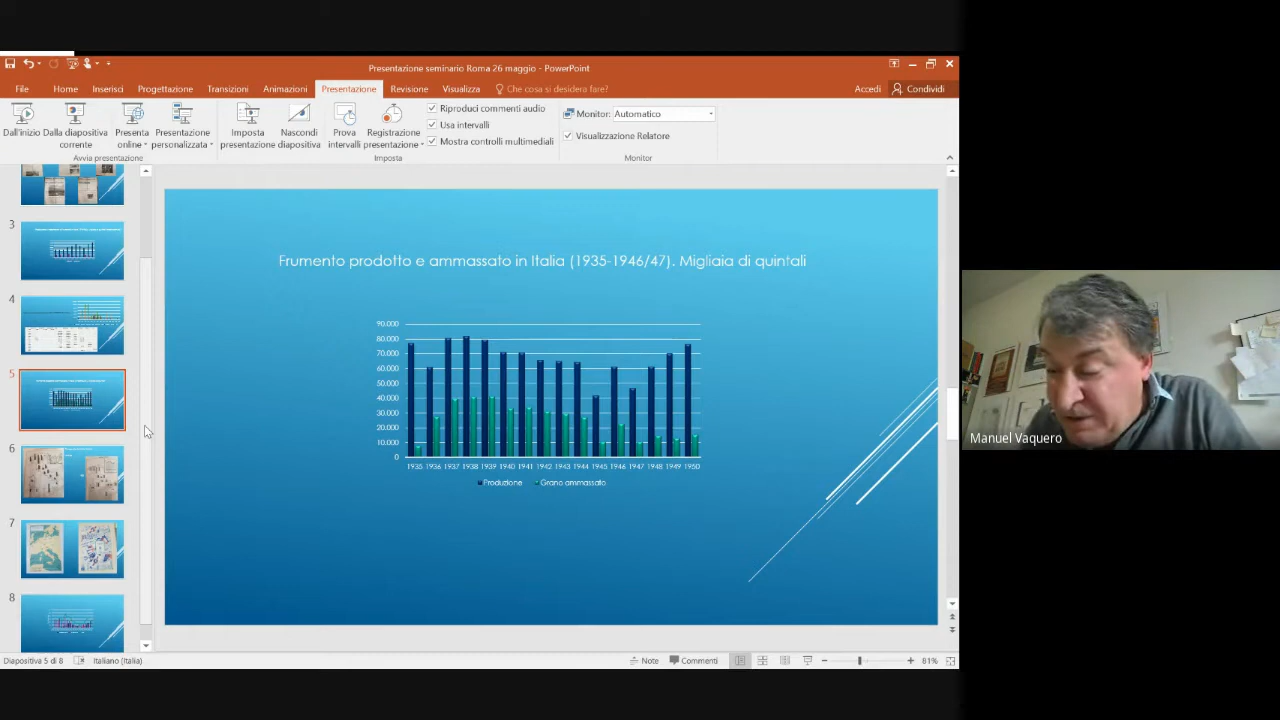 Presentazione seminario Roma 26 maggio - PowerPoint
File Home Inserisci Progettazione Transizioni Animazioni Presentazione Revisione Visualizza Che cosa si desidera fare? Accedi Condividi
Dall'inizio
Dalla diapositiva corrente
Presenta online
Presentazione personalizzata
Avvia presentazione
Imposta presentazione
Nascondi diapositiva
Prova intervalli
Registrazione presentazione
Riproduci commenti audio
Usa intervalli
Mostra controlli multimediali
Imposta
Monitor: Automatico
Visualizzazione Relatore
Monitor
3
4
5
6
7
8
Frumento prodotto e ammassato in Italia (1935-1946/47). Migliaia di quintali
90.000
80.000
70.000
60.000
50.000
40.000
30.000
20.000
10.000
0
1935 1936 1937 1938 1939 1940 1941 1942 1943 1944 1945 1946 1947 1948 1949 1950
Produzione Grano ammassato
Manuel Vaquero
Diapositiva 5 di 8 Italiano (Italia) Note Commenti 81%